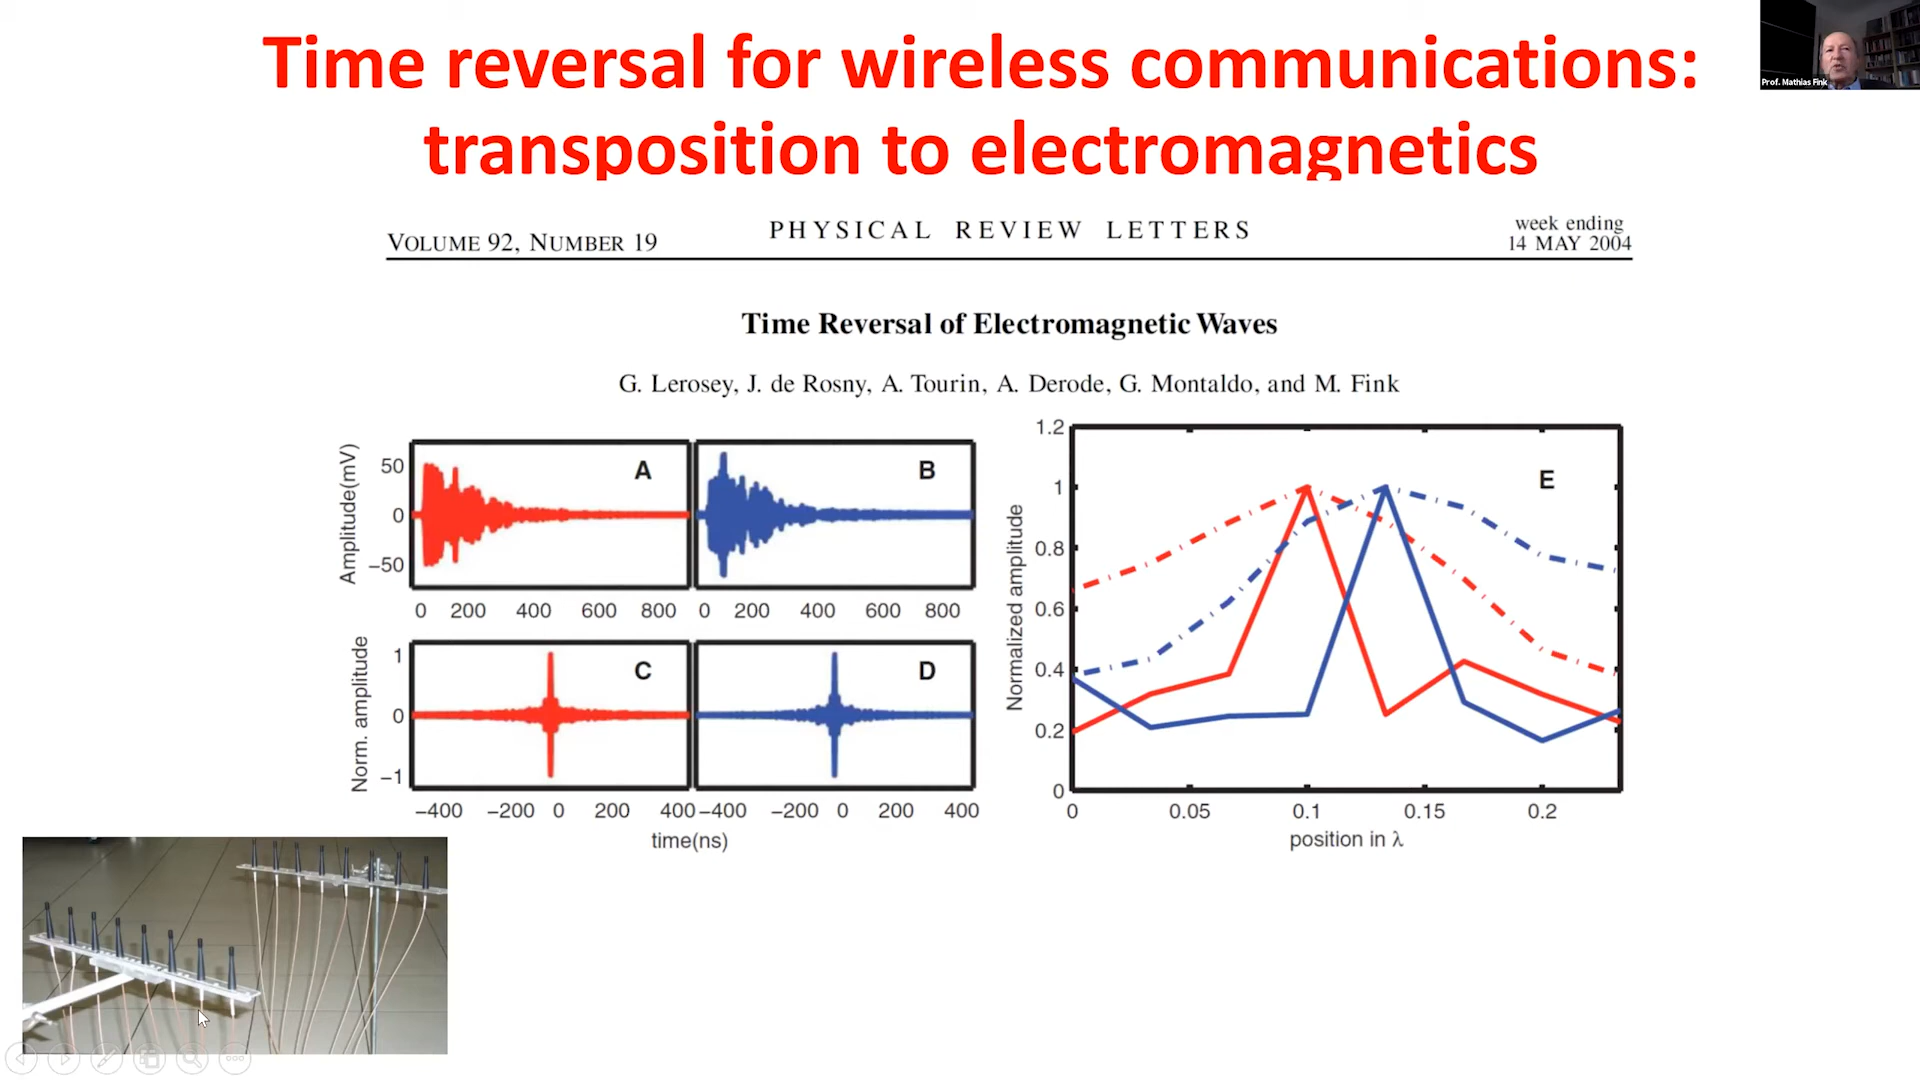 Time reversal for wireless communications:
transposition to electromagnetics
Prof. Mathias Fink
VOLUME 92, NUMBER 19
PHYSICAL REVIEW LETTERS
week ending
14 MAY 2004
Time Reversal of Electromagnetic Waves
G. Lerosey, J. de Rosny, A. Tourin, A. Derode, G. Montaldo, and M. Fink
Amplitude(mV)
50
0
−50
A
B
0 200 400 600 800
0 200 400 600 800
Norm. amplitude
1
0
−1
C
D
−400 −200 0 200 400
−400 −200 0 200 400
time(ns)
Normalized amplitude
1.2
1
0.8
0.6
0.4
0.2
0
E
0 0.05 0.1 0.15 0.2
position in λ